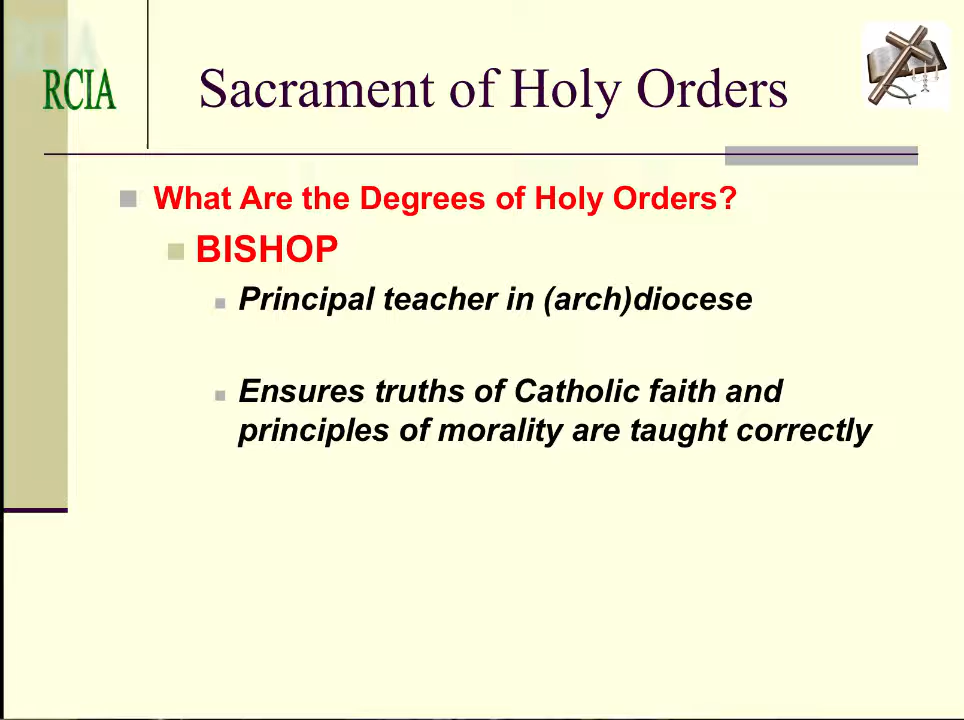 RCIA
Sacrament of Holy Orders
What Are the Degrees of Holy Orders?
BISHOP
Principal teacher in (arch)diocese
Ensures truths of Catholic faith and
principles of morality are taught correctly